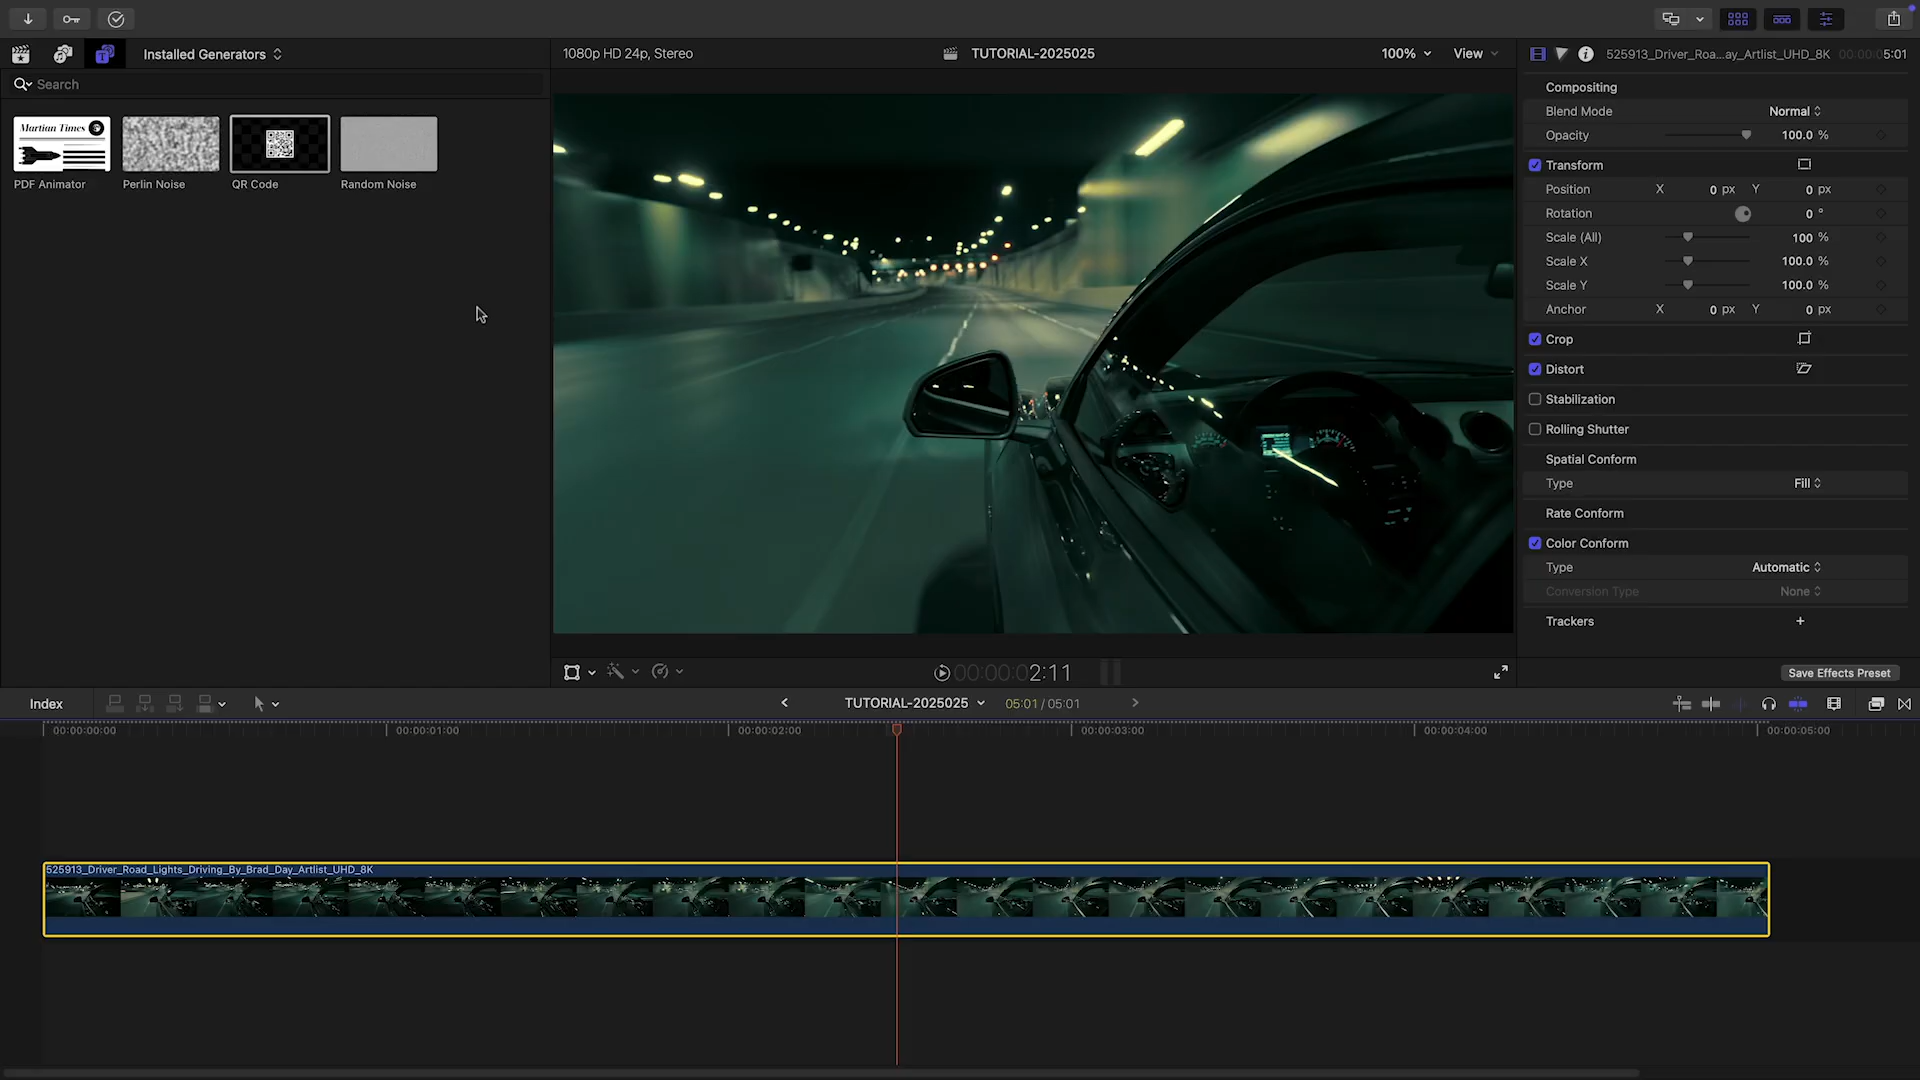 Installed Generators
1080p HD 24p, Stereo
TUTORIAL-2025025
100%
View
525913_Driver_Roa...ay_Artlist_UHD_8K
00:00:05:01
Search
Martian Times
PDF Animator
Perlin Noise
QR Code
Random Noise
Compositing
Blend Mode
Normal
Opacity
100.0 %
Transform
Position X 0 px Y 0 px
Rotation
0 °
Scale (All)
100 %
Scale X
100.0 %
Scale Y
100.0 %
Anchor X 0 px Y 0 px
Crop
Distort
Stabilization
Rolling Shutter
Spatial Conform
Type
Fill
Rate Conform
Color Conform
Type
Automatic
Conversion Type
None
Trackers
+
00:00:00:02:11
Save Effects Preset
Index
TUTORIAL-2025025
05:01 / 05:01
00:00:00:00
00:00:01:00
00:00:02:00
00:00:03:00
00:00:04:00
00:00:05:00
525913_Driver_Road_Lights_Driving_By_Brad_Day_Artlist_UHD_8K